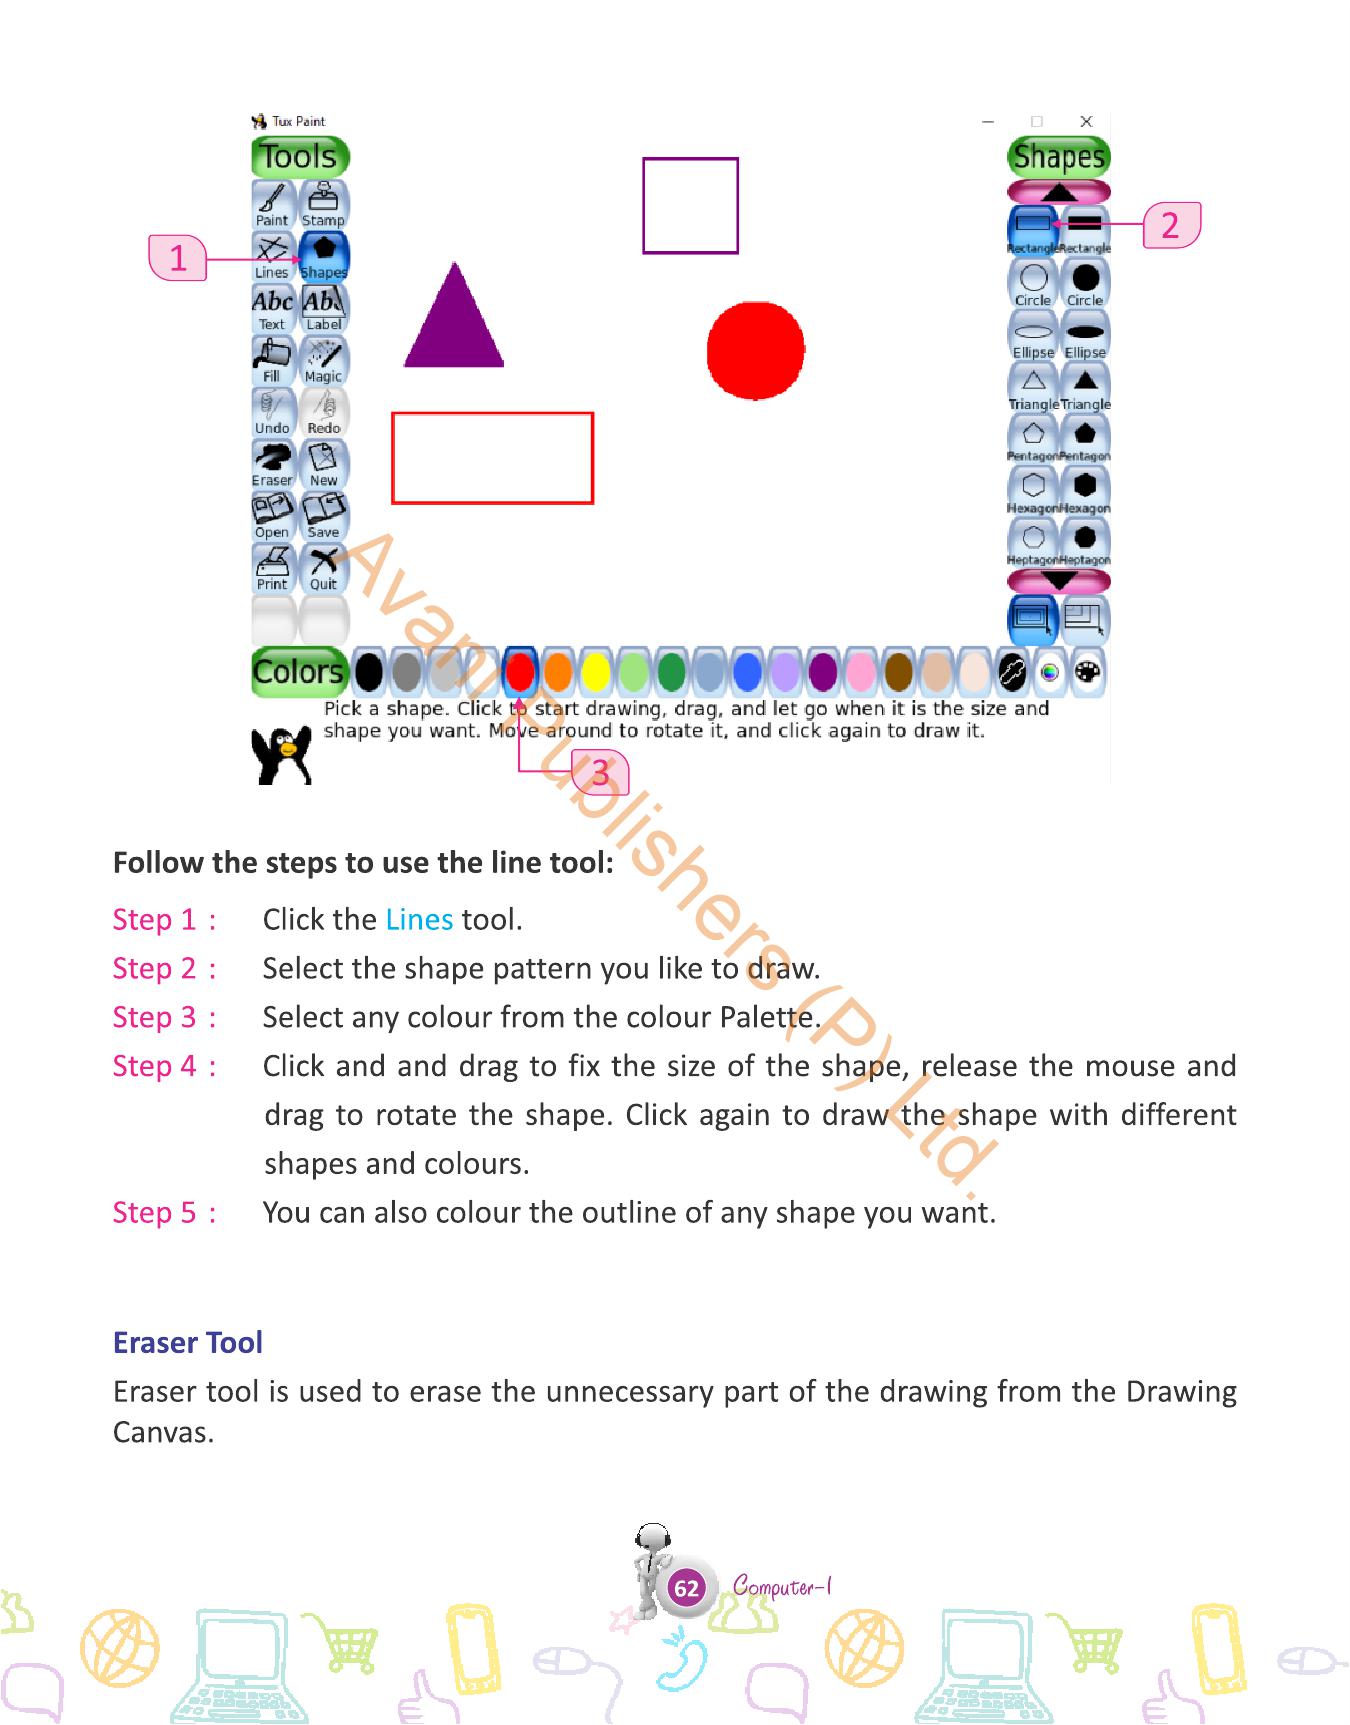 Tux Paint
Tools
Shapes
Paint Stamp
Rectangle Rectangle
1
2
Lines Shapes
Circle Circle
Abc Abc
Text Label
Ellipse Ellipse
Fill Magic
Triangle Triangle
Undo Redo
Pentagon Pentagon
Eraser New
Hexagon Hexagon
Open Save
Heptagon Heptagon
Print Quit
Colors
Pick a shape. Click to start drawing, drag, and let go when it is the size and
shape you want. Move around to rotate it, and click again to draw it.
3
Avam Publishers (P) Ltd.
Follow the steps to use the line tool:
Step 1 : Click the Lines tool.
Step 2 : Select the shape pattern you like to draw.
Step 3 : Select any colour from the colour Palette.
Step 4 : Click and and drag to fix the size of the shape, release the mouse and
drag to rotate the shape. Click again to draw the shape with different
shapes and colours.
Step 5 : You can also colour the outline of any shape you want.
Eraser Tool
Eraser tool is used to erase the unnecessary part of the drawing from the Drawing
Canvas.
62 Computer-1